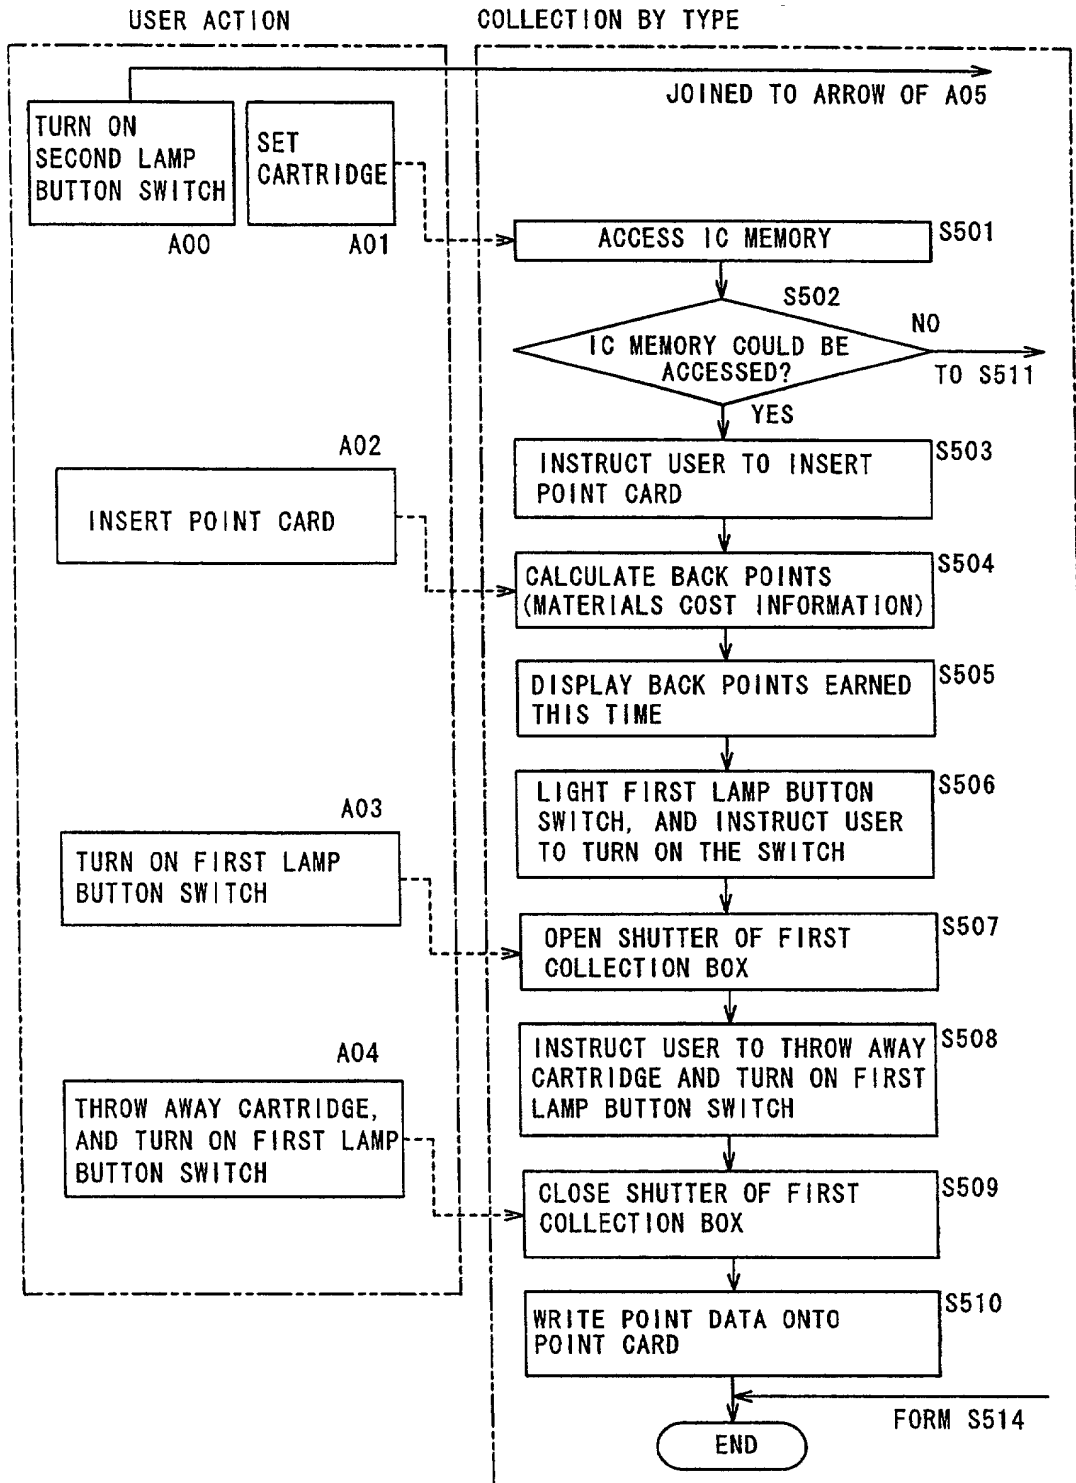 USER ACTION
COLLECTION BY TYPE
JOINED TO ARROW OF A05
TURN ON
SECOND LAMP
BUTTON SWITCH
A00
SET
CARTRIDGE
A01
ACCESS IC MEMORY
S501
S502
IC MEMORY COULD BE
ACCESSED?
NO
TO S511
YES
A02
INSERT POINT CARD
INSTRUCT USER TO INSERT
POINT CARD
S503
CALCULATE BACK POINTS
(MATERIALS COST INFORMATION)
S504
DISPLAY BACK POINTS EARNED
THIS TIME
S505
LIGHT FIRST LAMP BUTTON
SWITCH, AND INSTRUCT USER
TO TURN ON THE SWITCH
S506
A03
TURN ON FIRST LAMP
BUTTON SWITCH
OPEN SHUTTER OF FIRST
COLLECTION BOX
S507
INSTRUCT USER TO THROW AWAY
CARTRIDGE AND TURN ON FIRST
LAMP BUTTON SWITCH
S508
A04
THROW AWAY CARTRIDGE,
AND TURN ON FIRST LAMP
BUTTON SWITCH
CLOSE SHUTTER OF FIRST
COLLECTION BOX
S509
WRITE POINT DATA ONTO
POINT CARD
S510
FORM S514
END